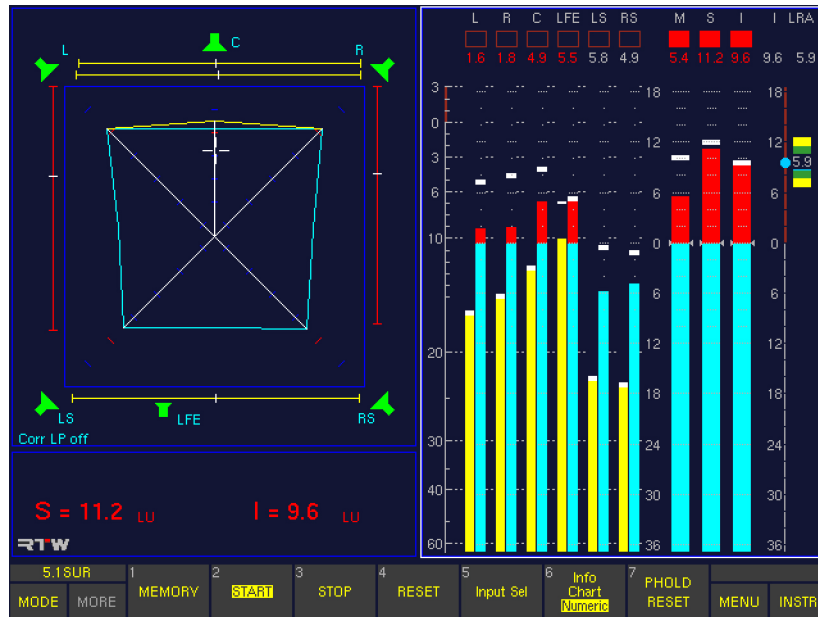 C
L R
LS LFE RS
Corr LP off
S = 11.2 LU I = 9.6 LU
RTW
L R C LFE LS RS M S I I LRA
1.6 1.8 4.9 5.5 5.8 4.9 5.4 11.2 9.6 9.6 5.9
3 18 18
0
12 12
3 5.9
6 6 6
10 0 0
6 6
12 12
20
18 18
24 24
30
30 30
40
60 36 36
5.1SUR 1 2 3 4 5 6 7
MODE MORE MEMORY START STOP RESET Input Sel Info Chart Numeric PHOLD RESET MENU INSTR